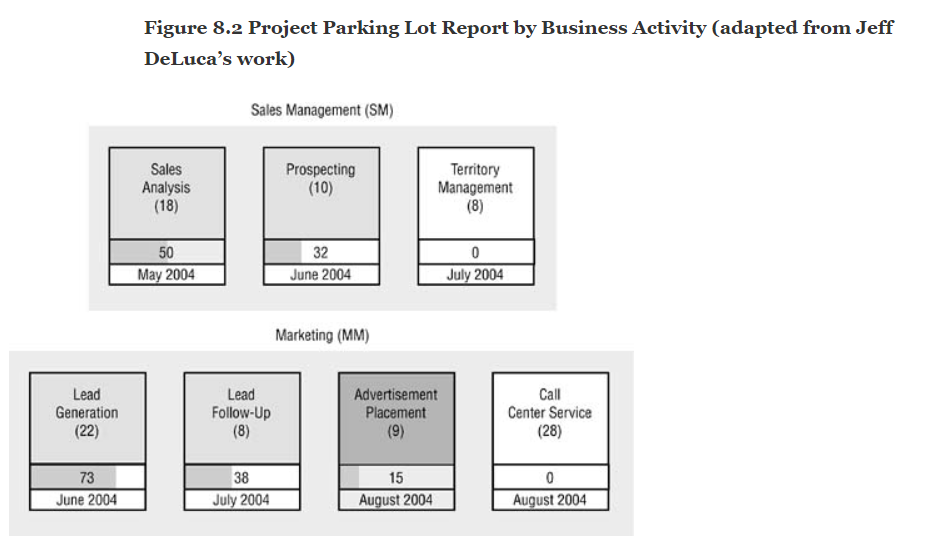 Figure 8.2 Project Parking Lot Report by Business Activity (adapted from Jeff
DeLuca’s work)
Sales Management (SM)
Sales
Analysis
(18)
50
May 2004
Prospecting
(10)
32
June 2004
Territory
Management
(8)
0
July 2004
Marketing (MM)
Lead
Generation
(22)
73
June 2004
Lead
Follow-Up
(8)
38
July 2004
Advertisement
Placement
(9)
15
August 2004
Call
Center Service
(28)
0
August 2004